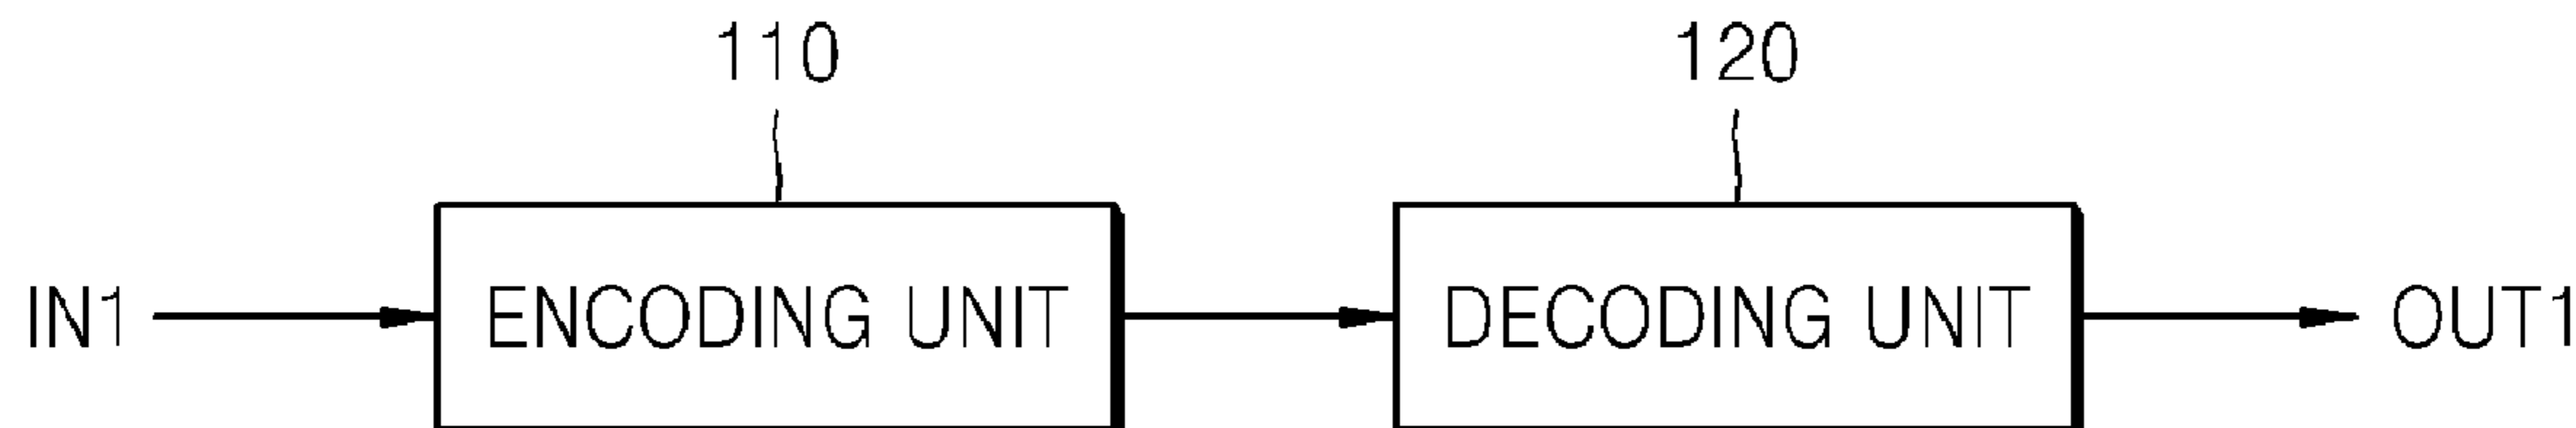 110 120
IN1 ENCODING UNIT DECODING UNIT OUT1